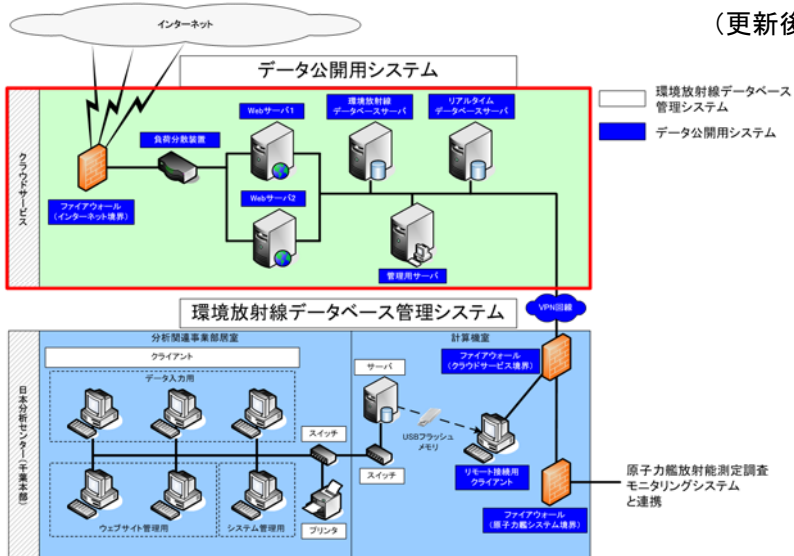 インターネット
(更新後
データ公開用システム
環境放射線データベース
管理システム
データ公開用システム
クラウドサービス
ファイアウォール
(インターネット境界)
負荷分散装置
Webサーバ1
Webサーバ2
環境放射線
データベースサーバ
リアルタイム
データベースサーバ
管理用サーバ
環境放射線データベース管理システム
VPN回線
日本分析センター(千葉本部)
分析関連事業部居室
クライアント
データ入力用
ウェブサイト管理用
システム管理用
スイッチ
プリンタ
計算機室
サーバ
スイッチ
USBフラッシュ
メモリ
リモート接続用
クライアント
ファイアウォール
(クラウドサービス境界)
ファイアウォール
(原子力艦システム境界)
原子力艦放射能測定調査
モニタリングシステム
と連携